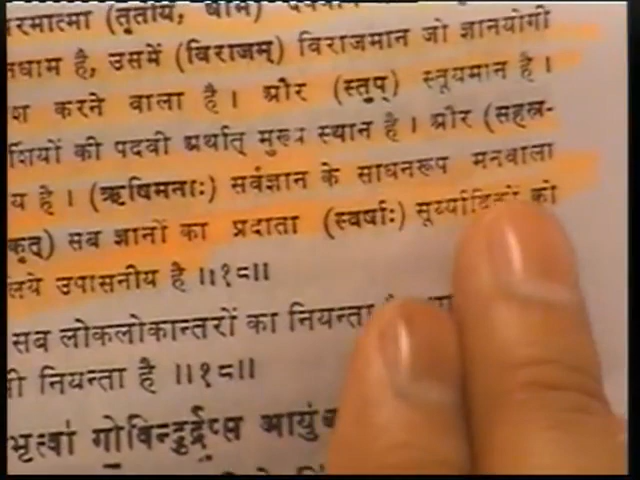 रमात्मा (तृतीय, धाम)
धाम है, उसमें (विराजम्) विराजमान जो ज्ञानयोगी
श करने वाला है । और (स्तुप्) स्तूयमान है ।
षियों की पदवी अर्थात् मुख्य स्थान है । और (सहस्र-
य है । (ऋषिमनाः) सर्वज्ञान के साधनरूप मनवाला
कृत्) सब ज्ञानों का प्रदाता (स्वर्षाः) सूर्य्यादिकों को
लिये उपासनीय है ॥१८॥
सब लोकलोकान्तरों का नियन्ता
नियन्ता है ॥१८॥
भृत्वा गोविन्दुर्द्रप्स आयुध